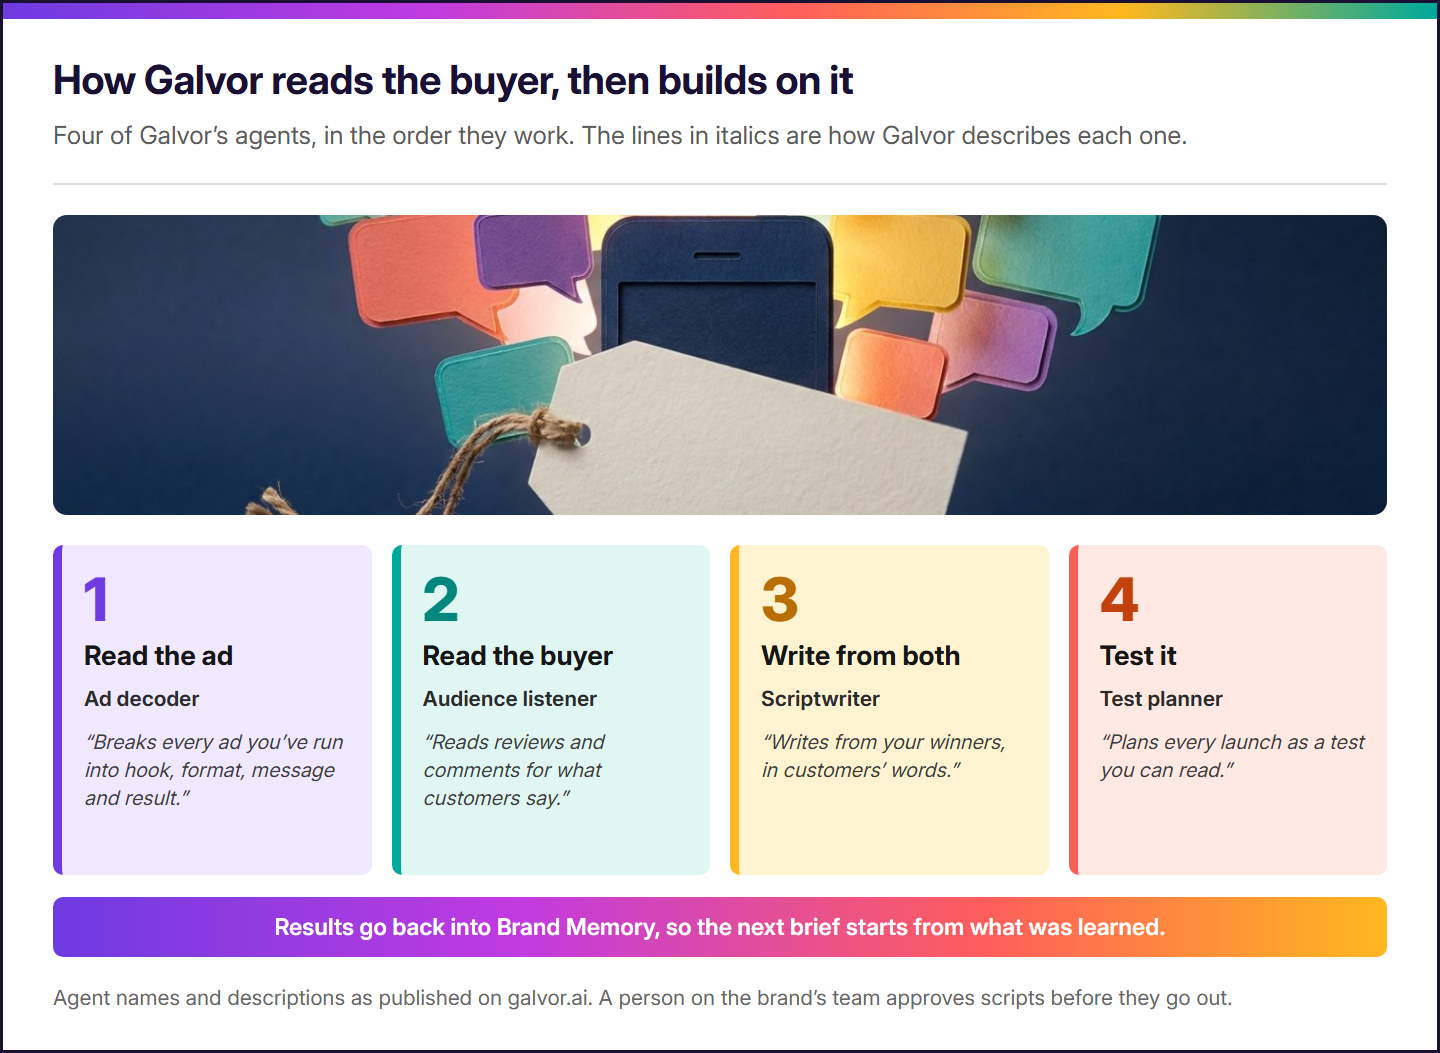 How Galvor reads the buyer, then builds on it
Four of Galvor’s agents, in the order they work. The lines in italics are how Galvor describes each one.
1
Read the ad
Ad decoder
“Breaks every ad you’ve run
into hook, format, message
and result.”
2
Read the buyer
Audience listener
“Reads reviews and
comments for what
customers say.”
3
Write from both
Scriptwriter
“Writes from your winners,
in customers’ words.”
4
Test it
Test planner
“Plans every launch as a test
you can read.”
Results go back into Brand Memory, so the next brief starts from what was learned.
Agent names and descriptions as published on galvor.ai. A person on the brand’s team approves scripts before they go out.